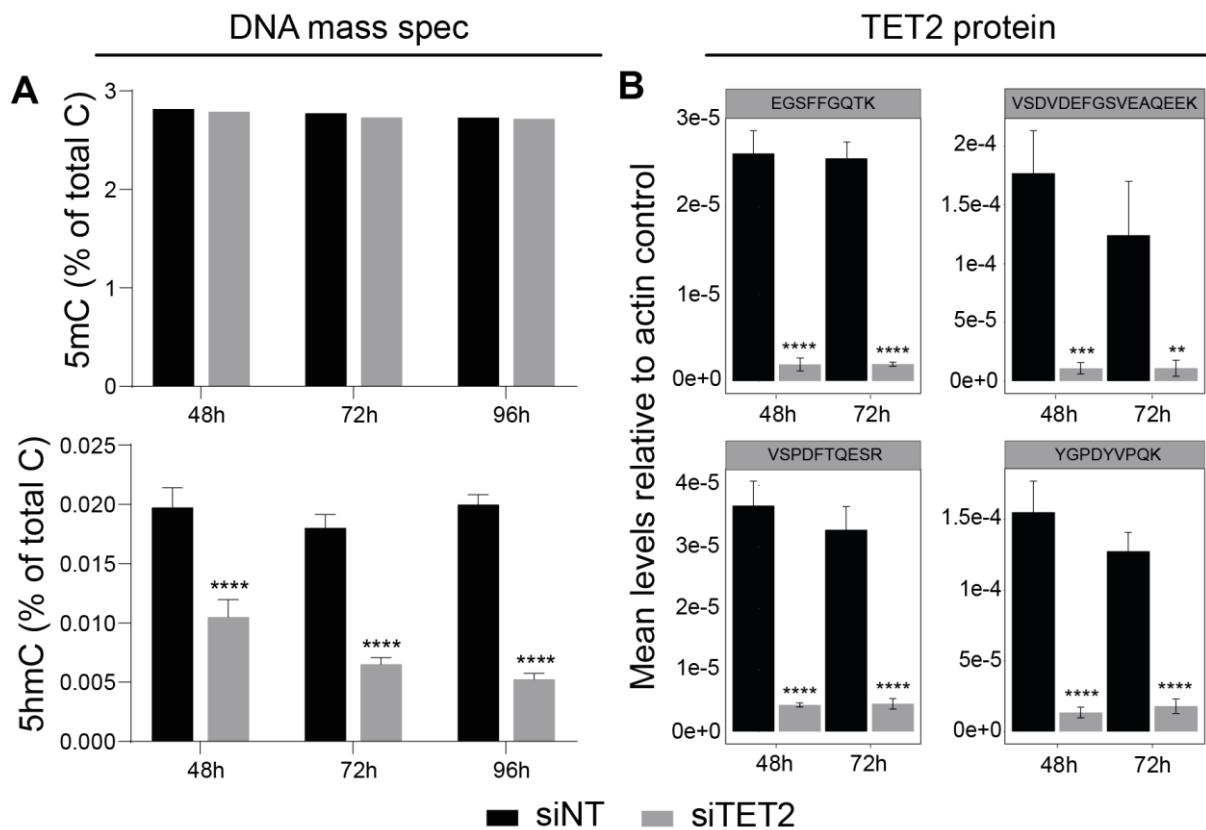 DNA mass spec
TET2 protein
A
5mC (% of total C)
3
2
1
0
48h
72h
96h
5hmC (% of total C)
0.025
0.020
0.015
0.010
0.005
0.000
****
****
****
48h
72h
96h
B
Mean levels relative to actin control
EGSFFGQTK
3e-5
2e-5
1e-5
0e+0
****
****
48h
72h
VSDVDEFGSVEAQEEK
2e-4
1e-4
1e-4
5e-5
0e+0
***
**
48h
72h
VSPDFTQESR
4e-5
3e-5
2e-5
1e-5
0e+0
****
****
48h
72h
YGPDYVPQK
1.5e-4
1e-4
5e-5
0e+0
****
****
48h
72h
siNT
siTET2